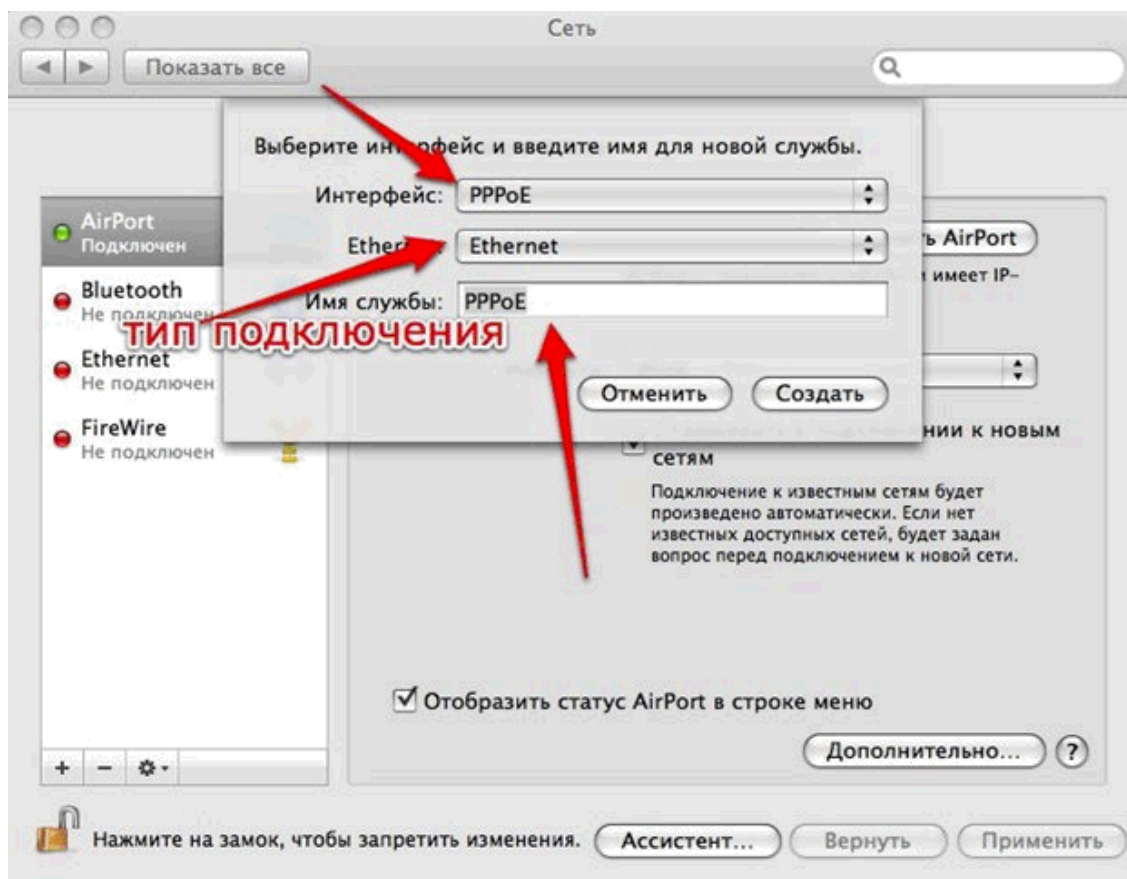 Сеть
Показать все
Выберите интерфейс и введите имя для новой службы.
Интерфейс: PPPoE
Ethernet
Имя службы: PPPoE
тип подключения
Отменить
Создать
AirPort
Подключен
Bluetooth
Не подключен
Ethernet
Не подключен
FireWire
Не подключен
ь AirPort
имеет IP-
нии к новым
сетям
Подключение к известным сетям будет
произведено автоматически. Если нет
известных доступных сетей, будет задан
вопрос перед подключением к новой сети.
Отобразить статус AirPort в строке меню
Дополнительно... ?
+ −
Нажмите на замок, чтобы запретить изменения.
Ассистент...
Вернуть
Применить